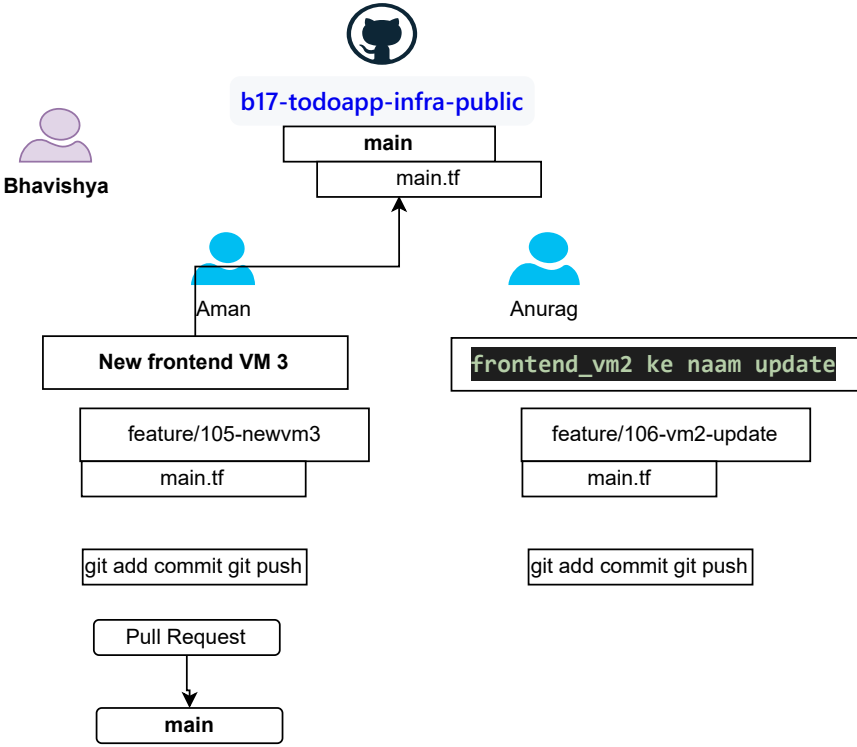 b17-todoapp-infra-public
main
main.tf
Bhavishya
Aman
Anurag
New frontend VM 3
frontend_vm2 ke naam update
feature/105-newvm3
feature/106-vm2-update
main.tf
main.tf
git add commit git push
git add commit git push
Pull Request
main